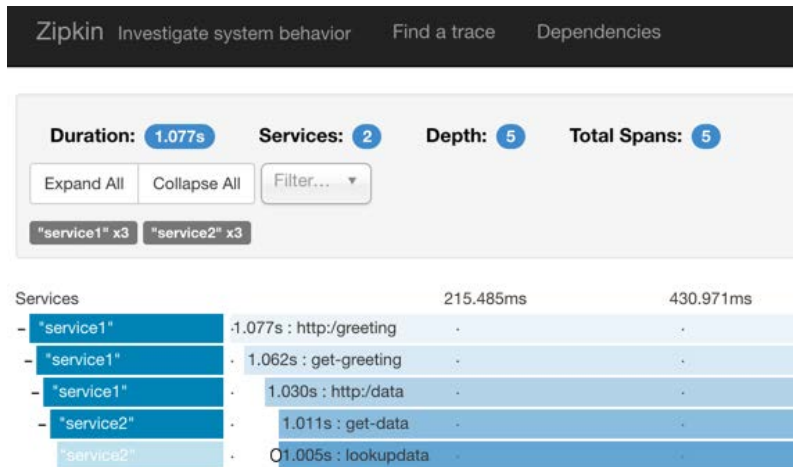 Zipkin Investigate system behavior Find a trace Dependencies
Duration: 1.077s Services: 2 Depth: 5 Total Spans: 5
Expand All Collapse All Filter...
"service1" x3 "service2" x3
Services 215.485ms 430.971ms
- "service1" 1.077s : http:/greeting
- "service1" 1.062s : get-greeting
- "service1" 1.030s : http:/data
- "service2" 1.011s : get-data
"service2" 1.005s : lookupdata